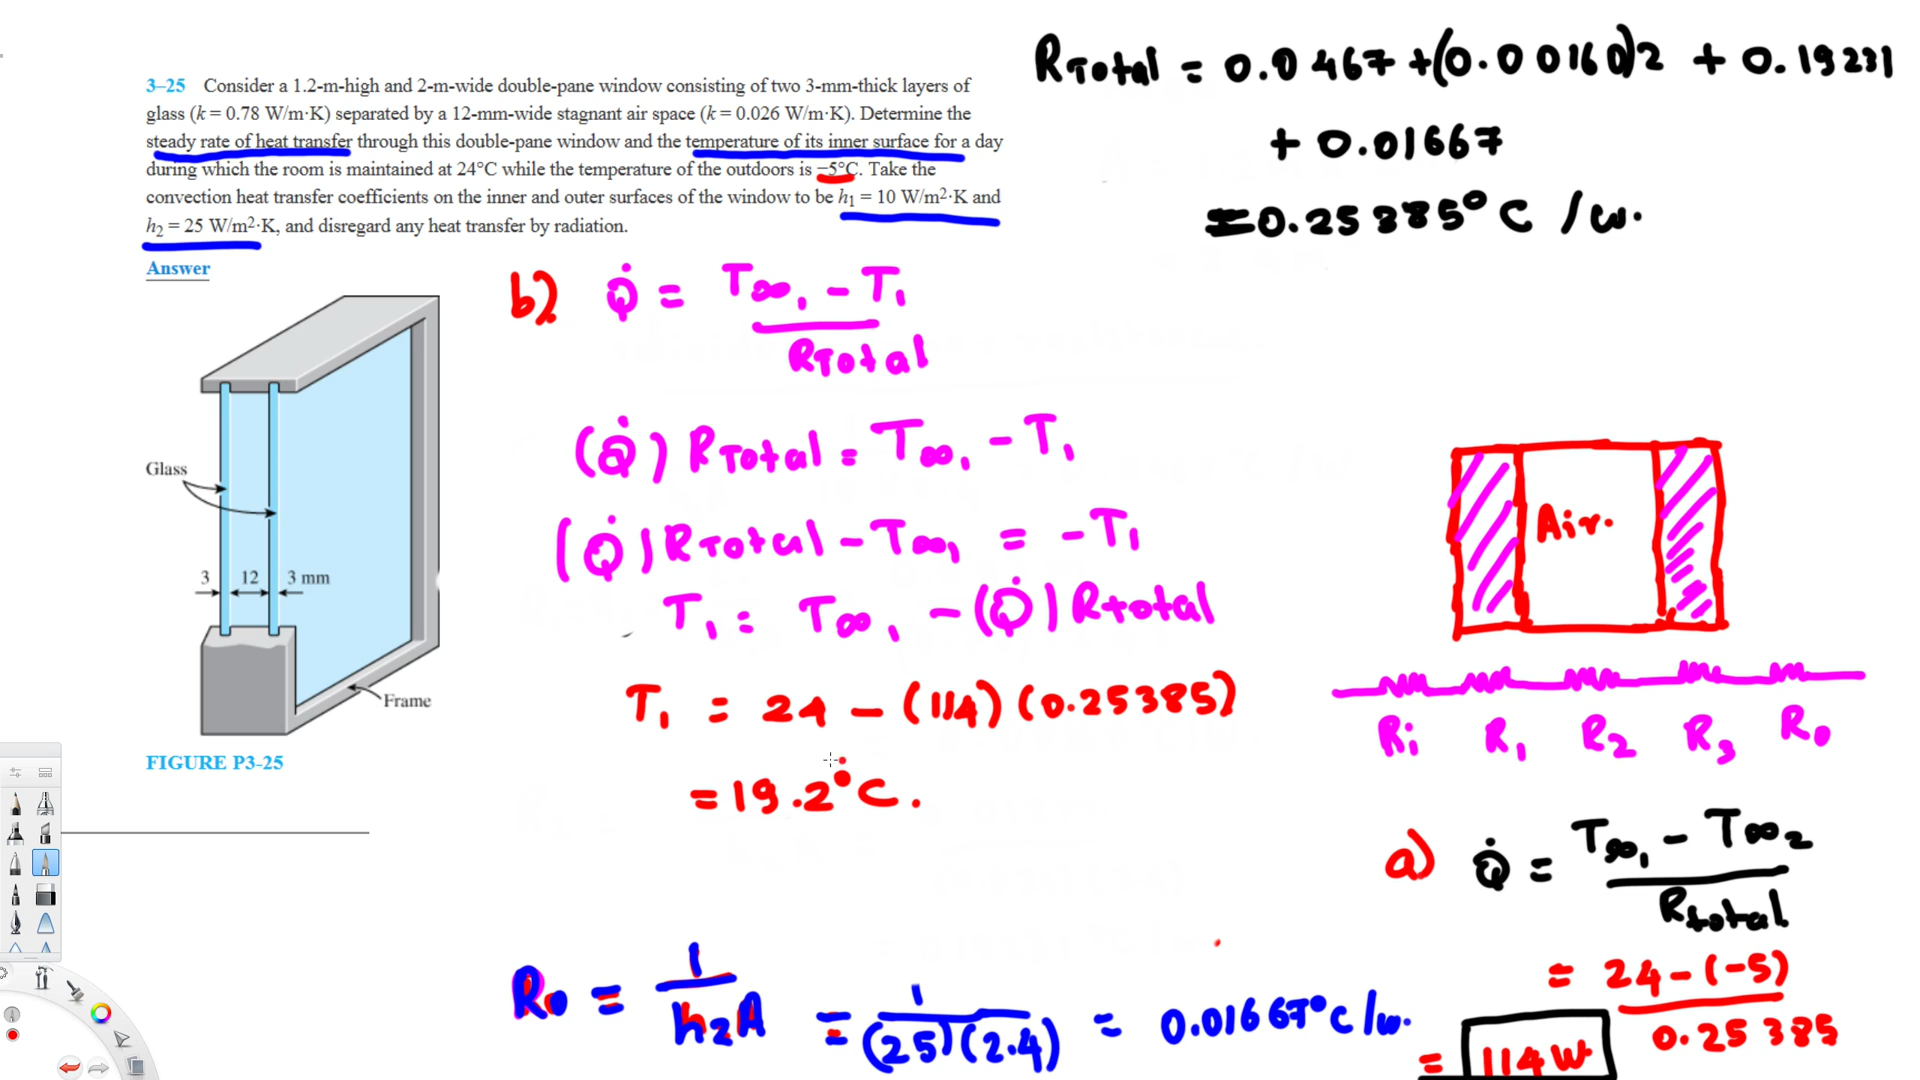 3–25 Consider a 1.2-m-high and 2-m-wide double-pane window consisting of two 3-mm-thick layers of
glass (k = 0.78 W/m·K) separated by a 12-mm-wide stagnant air space (k = 0.026 W/m·K). Determine the
steady rate of heat transfer through this double-pane window and the temperature of its inner surface for a day
during which the room is maintained at 24°C while the temperature of the outdoors is −5°C. Take the
convection heat transfer coefficients on the inner and outer surfaces of the window to be h₁ = 10 W/m²·K and
h₂ = 25 W/m²·K, and disregard any heat transfer by radiation.
Answer
Glass
3 12 3 mm
Frame
FIGURE P3-25
RTotal = 0.0467 + (0.00160)2 + 0.19231
+ 0.01667
= 0.25385°C /w.
b) Q̇ = T∞₁ − T₁
RTotal
(Q̇) RTotal = T∞₁ − T₁
(Q̇) RTotal − T∞₁ = −T₁
T₁ = T∞₁ − (Q̇) Rtotal
T₁ = 24 − (114) (0.25385)
= 19.2°C.
Air.
Ri R₁ R₂ R₃ R₀
a) Q̇ = T∞₁ − T∞₂
Rtotal
= 24 − (−5)
0.25385
= 114W
R₀ = 1
h₂A
= 1
(25)(2.4)
= 0.01667°C/w.